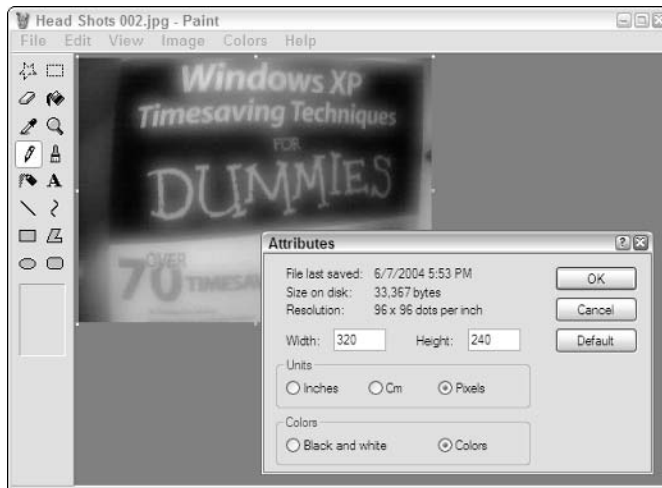 Head Shots 002.jpg - Paint
File Edit View Image Colors Help
A
Windows XP
Timesaving Techniques
FOR
DUMMIES
OVER
70 TIMESAV
Attributes
File last saved: 6/7/2004 5:53 PM
Size on disk: 33,367 bytes
Resolution: 96 x 96 dots per inch
Width: 320 Height: 240
Units
Inches Cm Pixels
Colors
Black and white Colors
OK
Cancel
Default